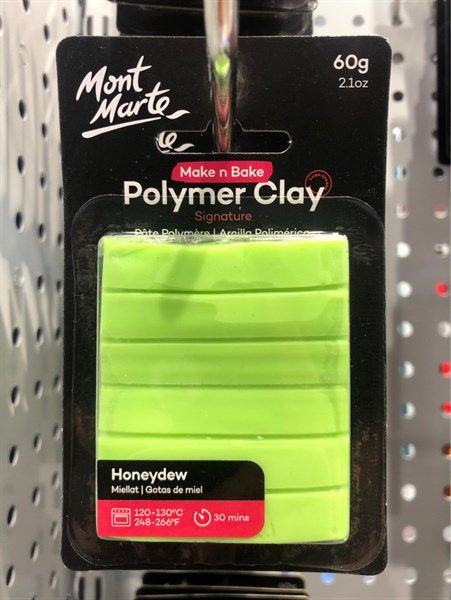 Mont
Marte
60g
2.1oz
Make n Bake
Polymer Clay
Signature
Pâte Polymère | Arcilla Polimérica
Honeydew
Miellat | Gotas de miel
120-130°C
248-266°F
30 mins